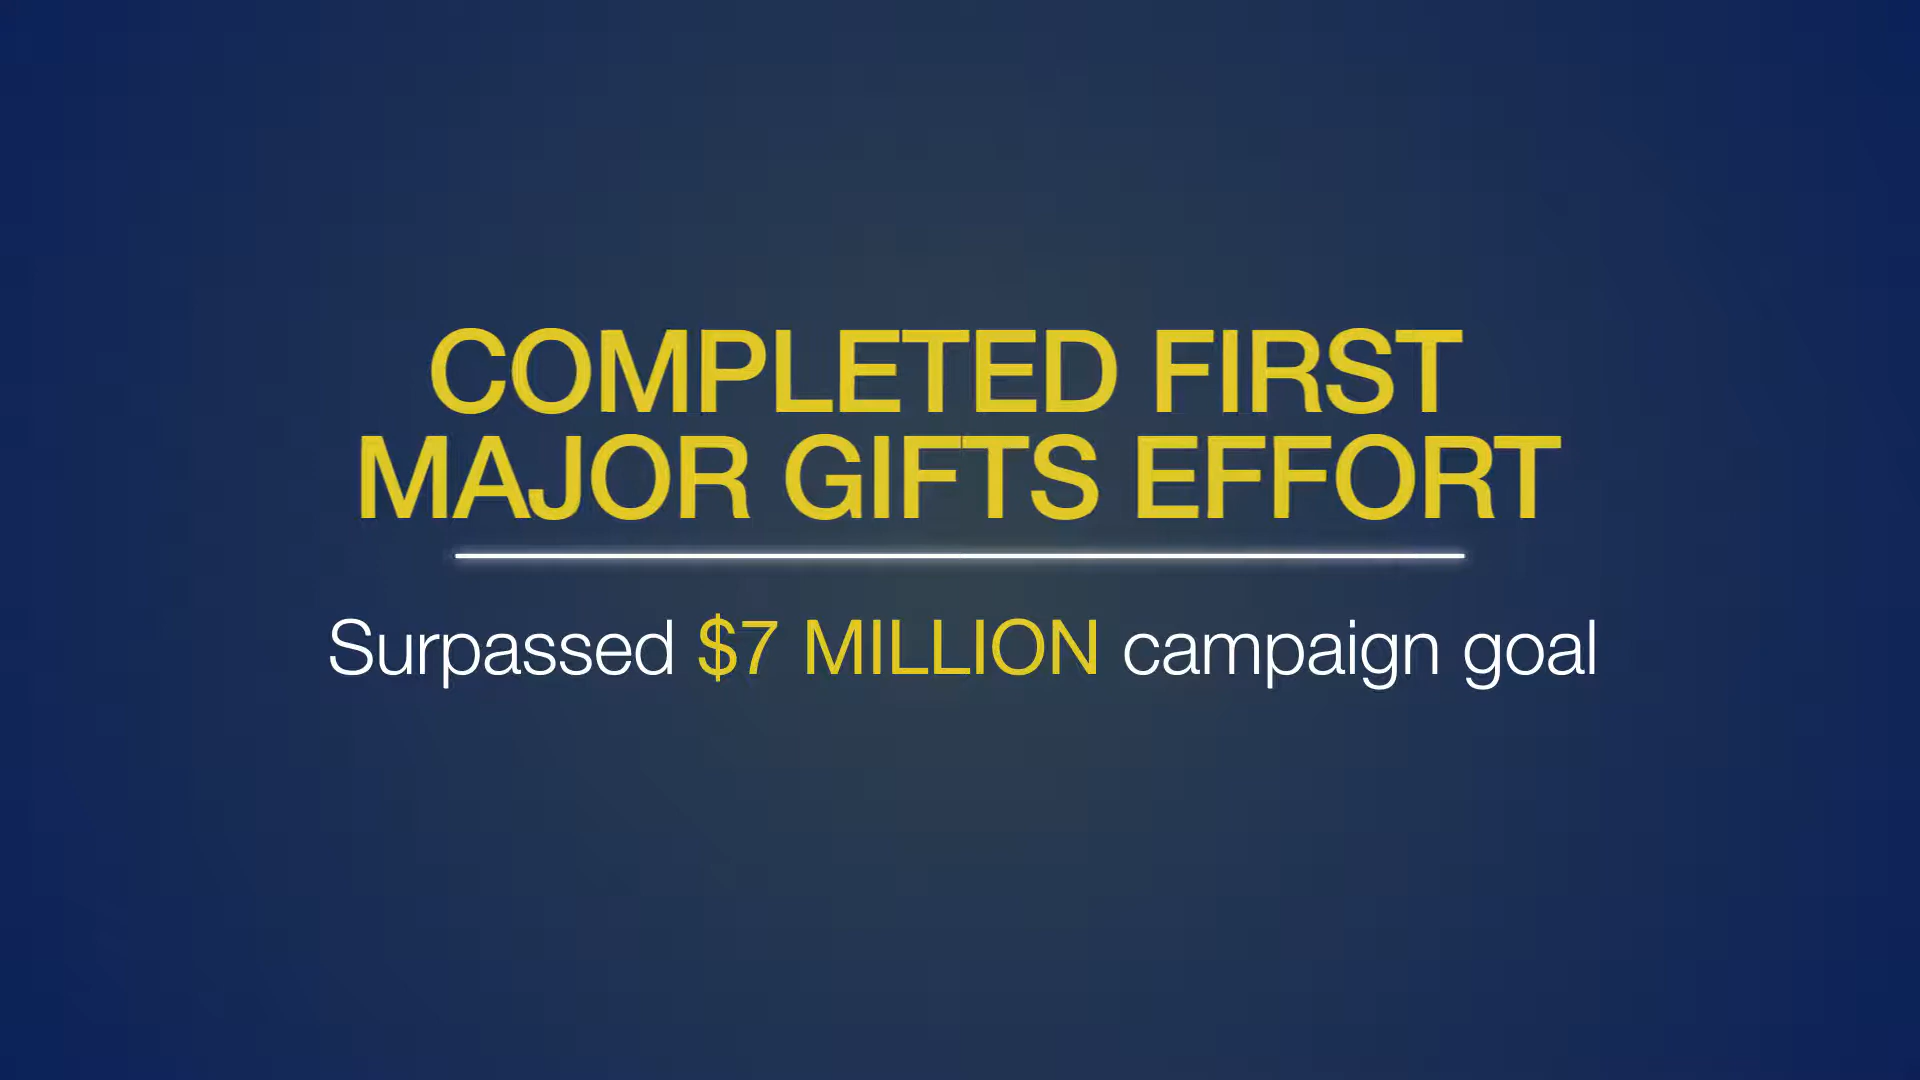 COMPLETED FIRST
MAJOR GIFTS EFFORT
Surpassed $7 MILLION campaign goal